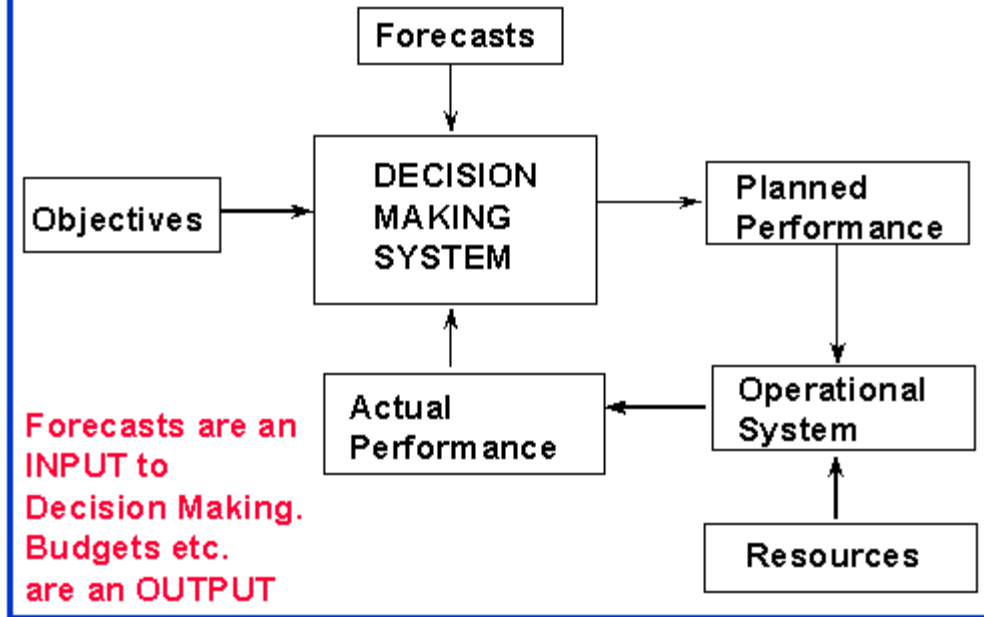 Forecasts
Objectives
DECISION
MAKING
SYSTEM
Planned
Performance
Actual
Performance
Operational
System
Resources
Forecasts are an
INPUT to
Decision Making.
Budgets etc.
are an OUTPUT